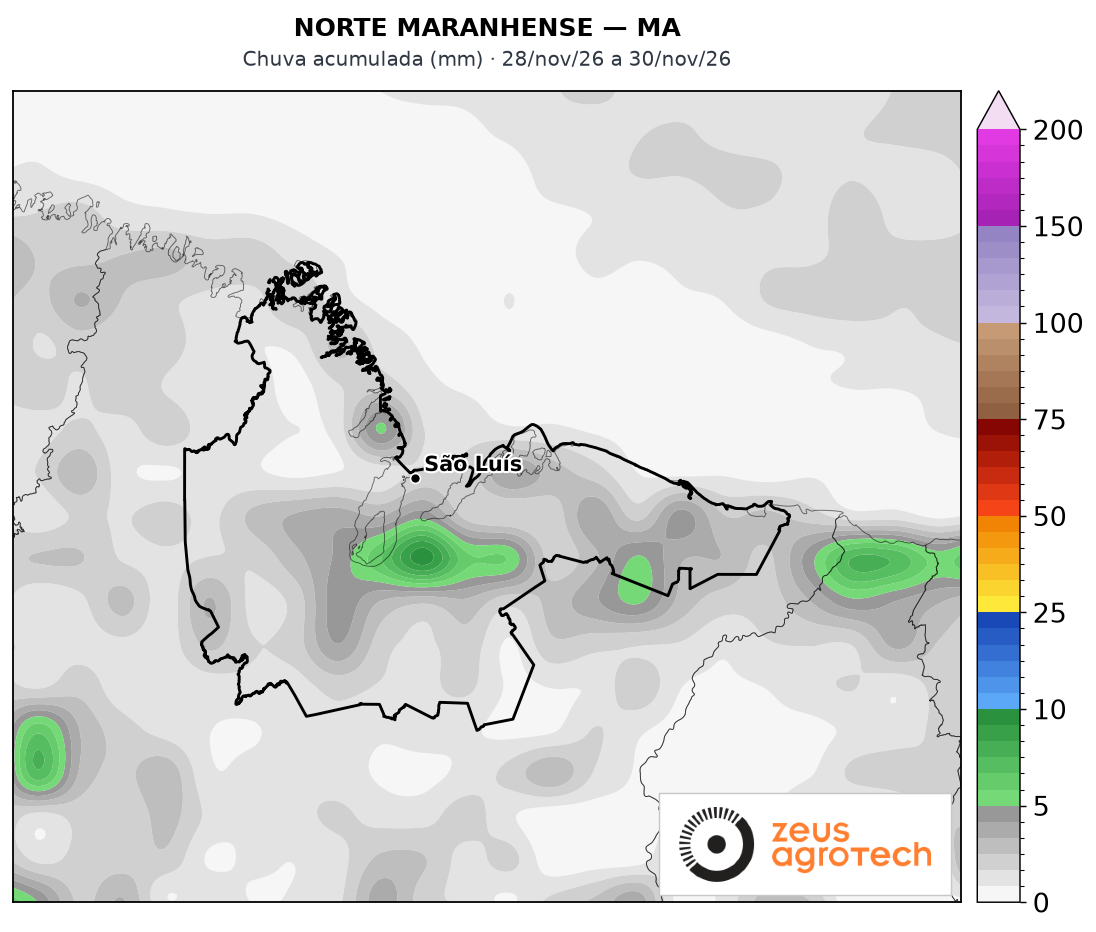 NORTE MARANHENSE — MA
Chuva acumulada (mm) · 28/nov/26 a 30/nov/26
200
150
100
75
50
25
10
5
0
São Luís
zeus
agrotech